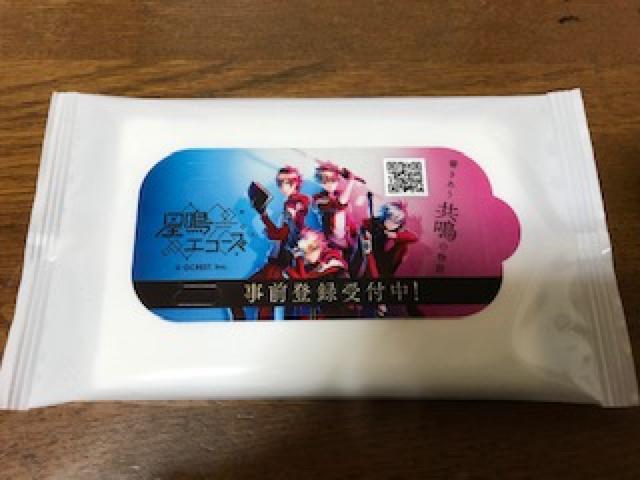 星鳴エコーズ
© GCREST, Inc.
響きあう
共鳴の物語
事前登録受付中!